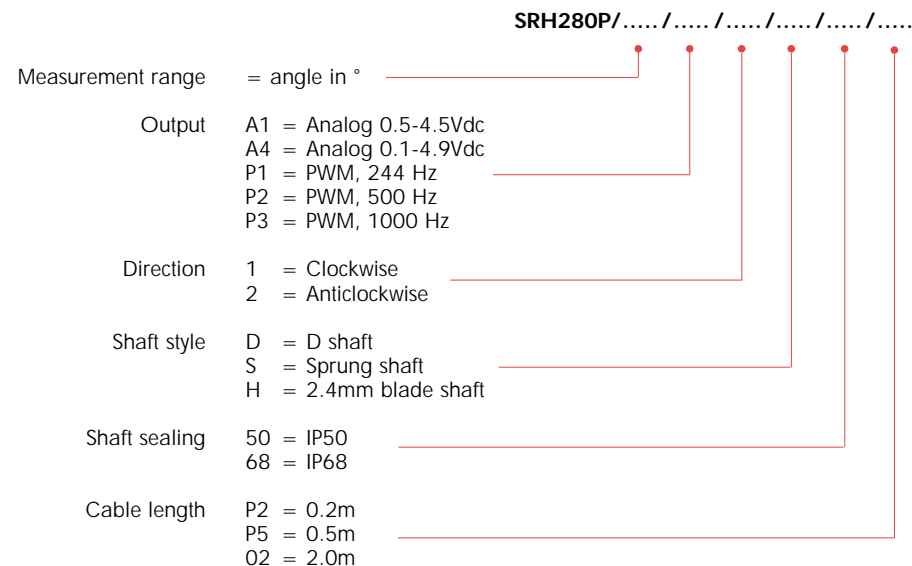 SRH280P/...../...../...../...../...../.....
Measurement range = angle in °
Output A1 = Analog 0.5-4.5Vdc
A4 = Analog 0.1-4.9Vdc
P1 = PWM, 244 Hz
P2 = PWM, 500 Hz
P3 = PWM, 1000 Hz
Direction 1 = Clockwise
2 = Anticlockwise
Shaft style D = D shaft
S = Sprung shaft
H = 2.4mm blade shaft
Shaft sealing 50 = IP50
68 = IP68
Cable length P2 = 0.2m
P5 = 0.5m
02 = 2.0m